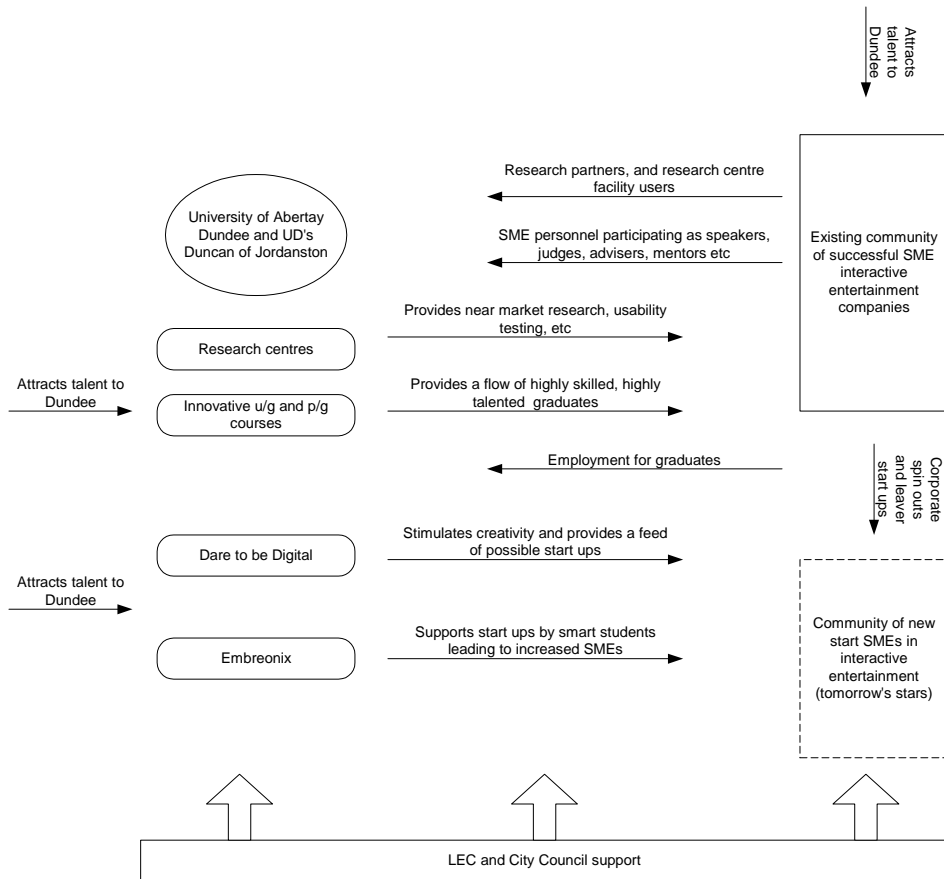 Attracts
talent to
Dundee
Research partners, and research centre
facility users
University of Abertay
Dundee and UD's
Duncan of Jordanston
SME personnel participating as speakers,
judges, advisers, mentors etc
Existing community
of successful SME
interactive
entertainment
companies
Provides near market research, usability
testing, etc
Research centres
Attracts talent to
Dundee
Innovative u/g and p/g
courses
Provides a flow of highly skilled, highly
talented graduates
Employment for graduates
Corporate
spin outs
and leaver
start ups
Dare to be Digital
Stimulates creativity and provides a feed
of possible start ups
Attracts talent to
Dundee
Embreonix
Supports start ups by smart students
leading to increased SMEs
Community of new
start SMEs in
interactive
entertainment
(tomorrow's stars)
LEC and City Council support